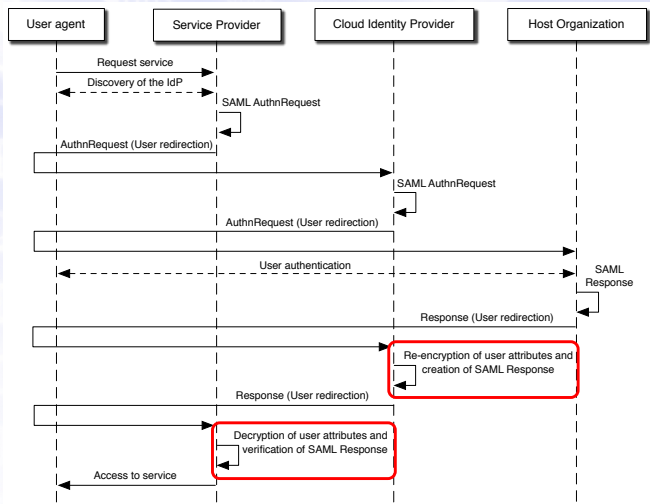 User agent
Service Provider
Cloud Identity Provider
Host Organization
Request service
Discovery of the IdP
SAML AuthnRequest
AuthnRequest (User redirection)
SAML AuthnRequest
AuthnRequest (User redirection)
User authentication
SAML
Response
Response (User redirection)
Re-encryption of user attributes and
creation of SAML Response
Response (User redirection)
Decryption of user attributes and
verification of SAML Response
Access to service